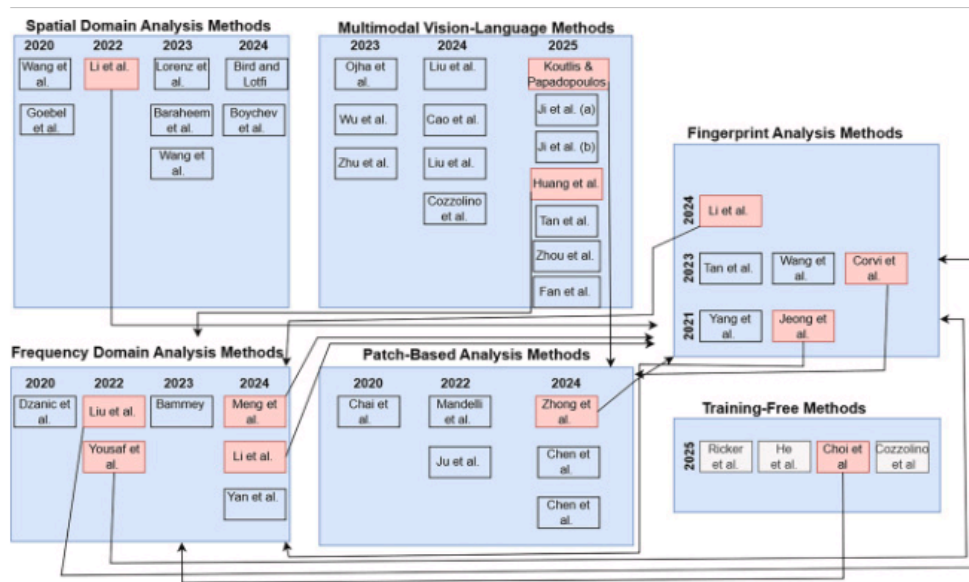 Spatial Domain Analysis Methods
2020 2022 2023 2024
Wang et al.
Li et al.
Lorenz et al.
Bird and Lotfi
Goebel et al.
Baraheem et al.
Boychev et al.
Wang et al.
Multimodal Vision-Language Methods
2023 2024 2025
Ojha et al.
Liu et al.
Koutlis & Papadopoulos
Ji et al. (a)
Wu et al.
Cao et al.
Ji et al. (b)
Zhu et al.
Liu et al.
Huang et al.
Cozzolino et al.
Tan et al.
Zhou et al.
Fan et al.
Fingerprint Analysis Methods
2024
Li et al.
2023
Tan et al.
Wang et al.
Corvi et al.
2021
Yang et al.
Jeong et al.
Frequency Domain Analysis Methods
2020 2022 2023 2024
Dzanic et al.
Liu et al.
Bammey
Meng et al.
Yousaf et al.
Li et al.
Yan et al.
Patch-Based Analysis Methods
2020 2022 2024
Chai et al.
Mandelli et al.
Zhong et al.
Ju et al.
Chen et al.
Chen et al.
Training-Free Methods
2025
Ricker et al.
He et al.
Choi et al
Cozzolino et al